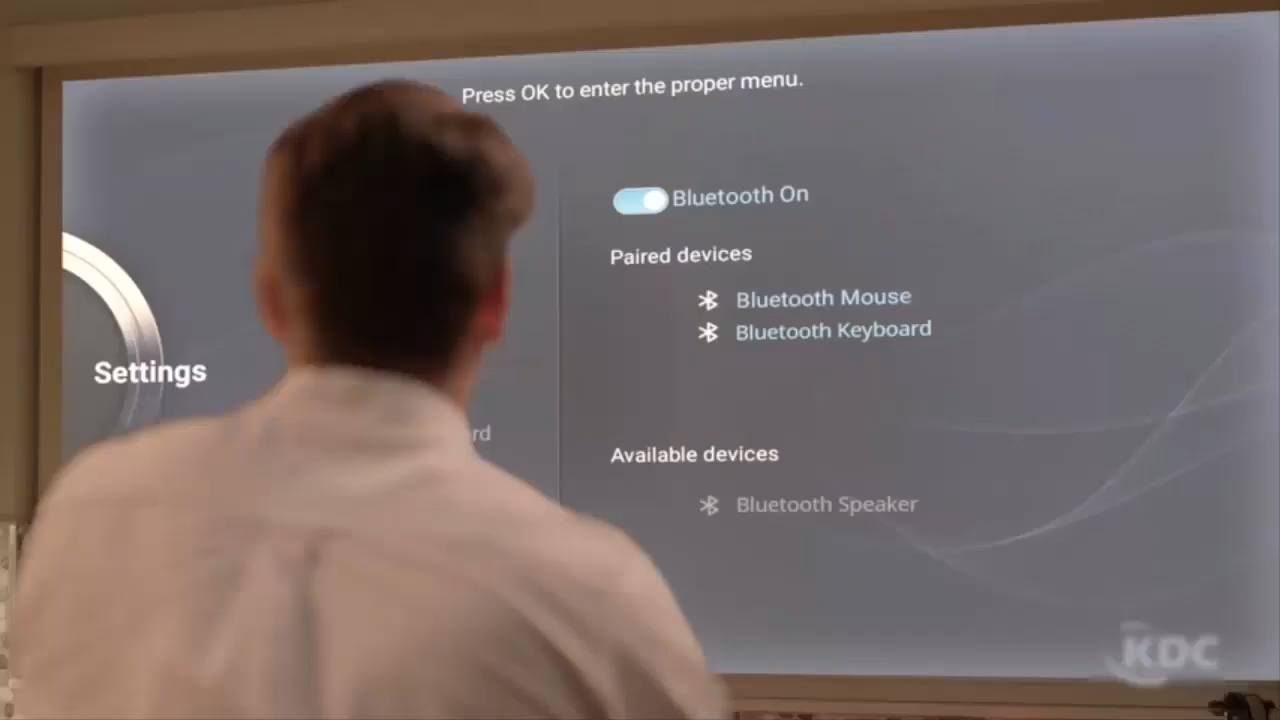 Press OK to enter the proper menu.
Bluetooth On
Paired devices
Bluetooth Mouse
Bluetooth Keyboard
Settings
rd
Available devices
Bluetooth Speaker
KDC